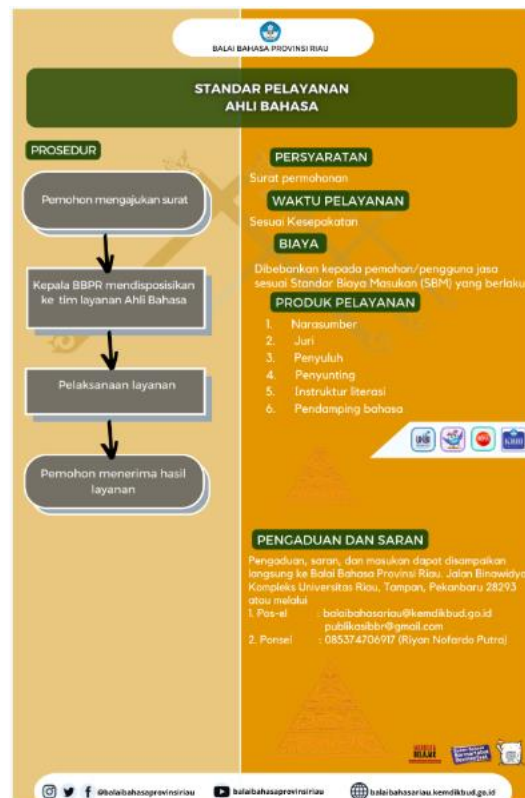 BALAI BAHASA PROVINSI RIAU
STANDAR PELAYANAN
AHLI BAHASA
PROSEDUR
Pemohon mengajukan surat
Kepala BBPR mendisposisikan
ke tim layanan Ahli Bahasa
Pelaksanaan layanan
Pemohon menerima hasil
layanan
PERSYARATAN
Surat permohonan
WAKTU PELAYANAN
Sesuai Kesepakatan
BIAYA
Dibebankan kepada pemohon/pengguna jasa
sesuai Standar Biaya Masukan (SBM) yang berlaku
PRODUK PELAYANAN
1. Narasumber
2. Juri
3. Penyuluh
4. Penyunting
5. Instruktur literasi
6. Pendamping bahasa
KBBI
PENGADUAN DAN SARAN
Pengaduan, saran, dan masukan dapat disampaikan
langsung ke Balai Bahasa Provinsi Riau, Jalan Binawidya
Kompleks Universitas Riau, Tampan, Pekanbaru 28293
atau melalui
1. Pos-el : balaibahasariau@kemdikbud.go.id
publikasibbr@gmail.com
2. Ponsel : 085374706917 (Riyan Nofardo Putra)
MERDEKA
BELAJAR
@balaibahasaprovinsiriau
balaibahasaprovinsiriau
balaibahasariau.kemdikbud.go.id